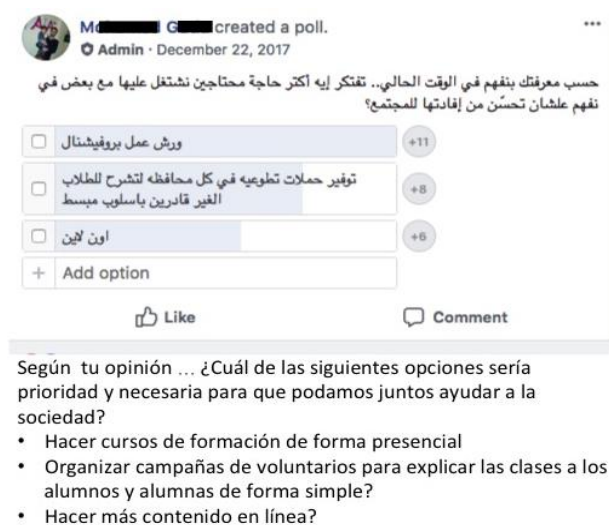 M created a poll.
Admin · December 22, 2017
حسب معرفتك بنفهم في الوقت الحالي.. تفتكر إيه أكتر حاجة محتاجين نشتغل عليها مع بعض في
نفهم علشان تحسّن من إفادتها للمجتمع؟
ورش عمل بروفيشنال
+11
توفير حملات تطوعيه في كل محافظه لتشرح للطلاب
الغير قادرين باسلوب مبسط
+8
اون لاين
+6
+ Add option
Like Comment
Según tu opinión ... ¿Cuál de las siguientes opciones sería
prioridad y necesaria para que podamos juntos ayudar a la
sociedad?
• Hacer cursos de formación de forma presencial
• Organizar campañas de voluntarios para explicar las clases a los
alumnos y alumnas de forma simple?
• Hacer más contenido en línea?